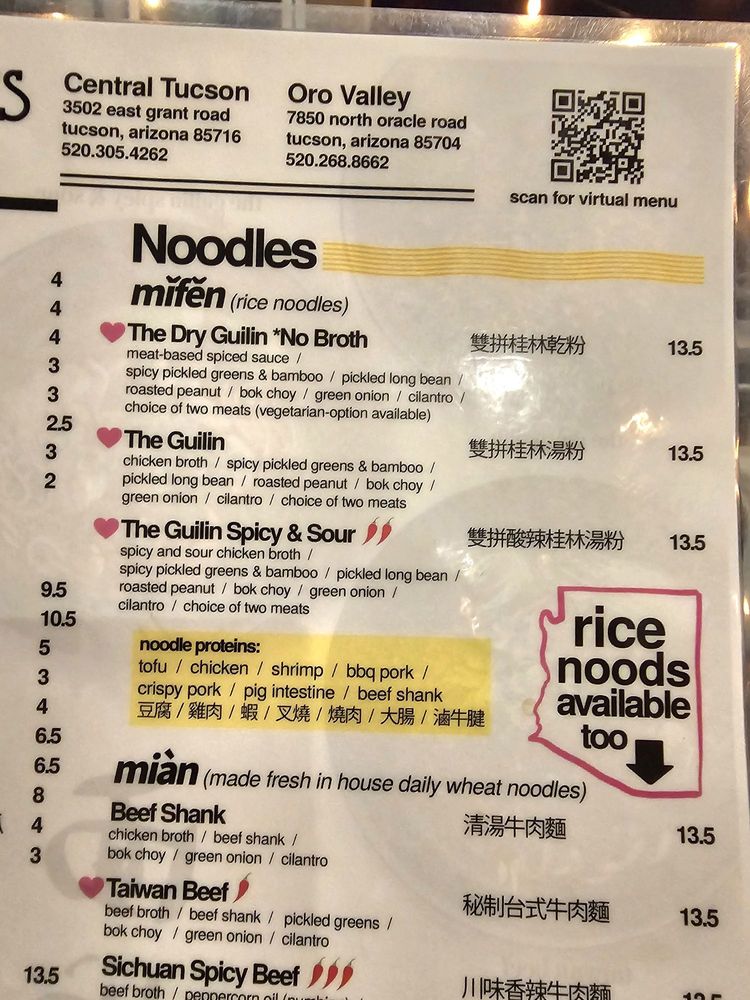 S
Central Tucson
3502 east grant road
tucson, arizona 85716
520.305.4262
Oro Valley
7850 north oracle road
tucson, arizona 85704
520.268.8662
scan for virtual menu
4
4
4
3
3
2.5
3
2
9.5
10.5
5
3
4
6.5
6.5
8
4
3
13.5
Noodles
mǐfěn (rice noodles)
The Dry Guilin *No Broth 雙拼桂林乾粉 13.5
meat-based spiced sauce /
spicy pickled greens & bamboo / pickled long bean /
roasted peanut / bok choy / green onion / cilantro /
choice of two meats (vegetarian-option available)
The Guilin 雙拼桂林湯粉 13.5
chicken broth / spicy pickled greens & bamboo /
pickled long bean / roasted peanut / bok choy /
green onion / cilantro / choice of two meats
The Guilin Spicy & Sour 雙拼酸辣桂林湯粉 13.5
spicy and sour chicken broth /
spicy pickled greens & bamboo / pickled long bean /
roasted peanut / bok choy / green onion /
cilantro / choice of two meats
noodle proteins:
tofu / chicken / shrimp / bbq pork /
crispy pork / pig intestine / beef shank
豆腐 / 雞肉 / 蝦 / 叉燒 / 燒肉 / 大腸 / 滷牛腱
rice
noods
available
too
miàn (made fresh in house daily wheat noodles)
Beef Shank 清湯牛肉麵 13.5
chicken broth / beef shank /
bok choy / green onion / cilantro
Taiwan Beef 秘制台式牛肉麵 13.5
beef broth / beef shank / pickled greens /
bok choy / green onion / cilantro
Sichuan Spicy Beef 川味香辣牛肉麵 13.5
beef broth / peppercorn oil (numbing) /